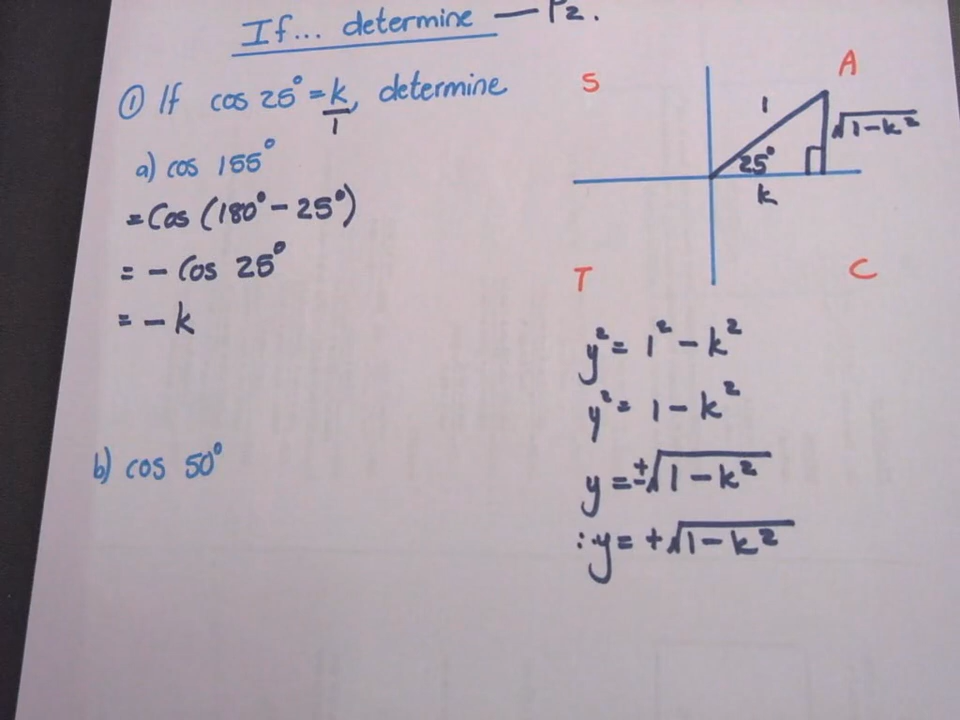 If... determine — P2.
① If cos 25° = k/1, determine
a) cos 155°
= Cos (180° - 25°)
= - Cos 25°
= - k
b) cos 50°
S
A
1
√1-k²
25°
k
T
C
y² = 1² - k²
y² = 1 - k²
y = ±√1-k²
∴y = +√1-k²